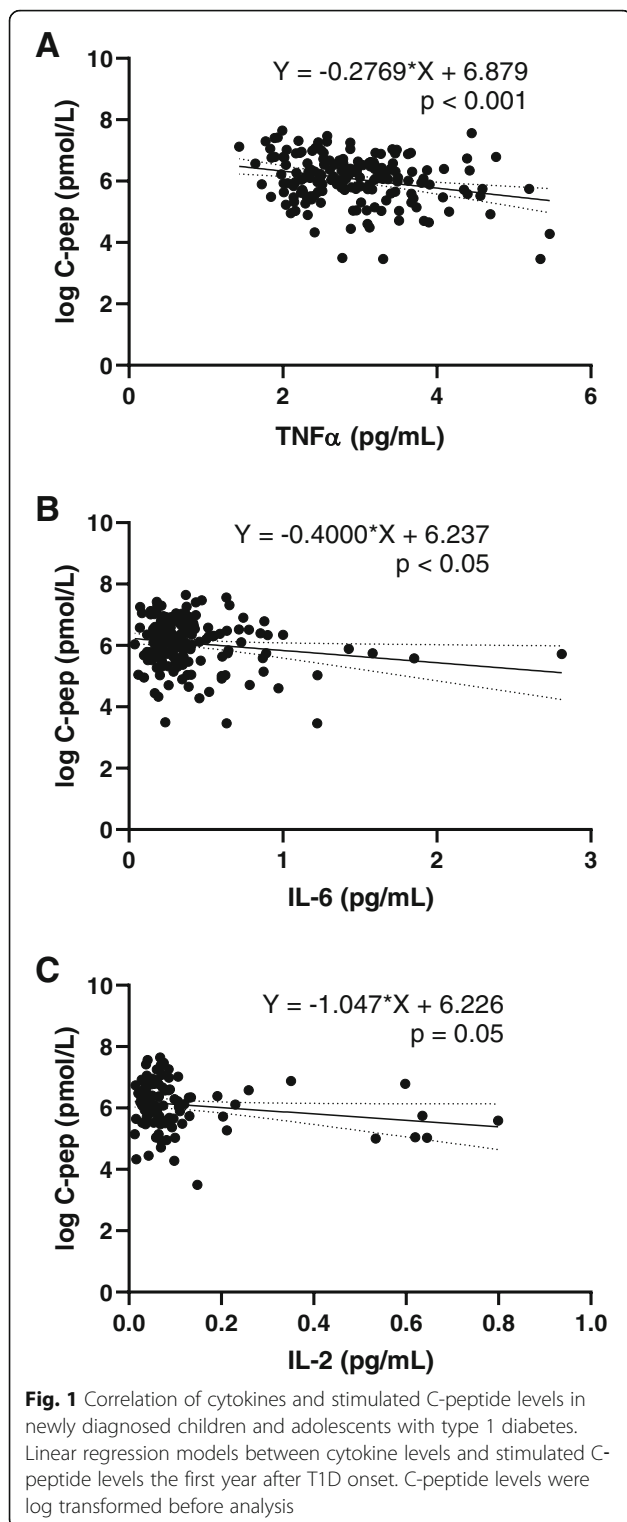 A
Y = -0.2769*X + 6.879
p < 0.001
log C-pep (pmol/L)
10
8
6
4
2
0
0 2 4 6
TNFα (pg/mL)
B
Y = -0.4000*X + 6.237
p < 0.05
log C-pep (pmol/L)
10
8
6
4
2
0
0 1 2 3
IL-6 (pg/mL)
C
Y = -1.047*X + 6.226
p = 0.05
log C-pep (pmol/L)
10
8
6
4
2
0
0.0 0.2 0.4 0.6 0.8 1.0
IL-2 (pg/mL)
Fig. 1 Correlation of cytokines and stimulated C-peptide levels in
newly diagnosed children and adolescents with type 1 diabetes.
Linear regression models between cytokine levels and stimulated C-
peptide levels the first year after T1D onset. C-peptide levels were
log transformed before analysis